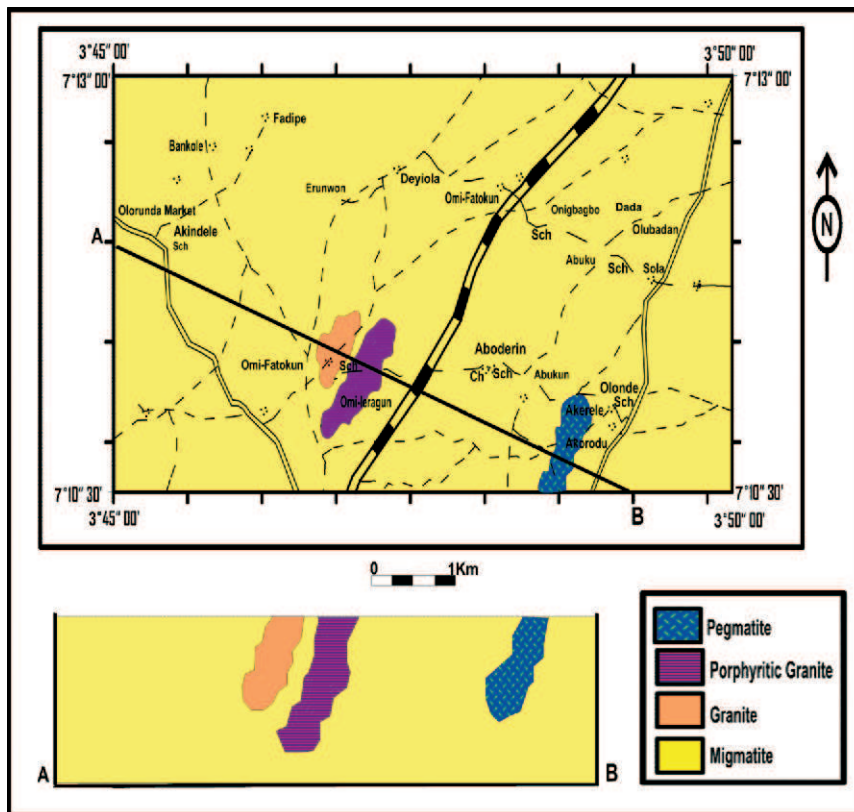 3°45" 00'
3°50" 00'
7°13" 00'
7°13" 00'
Fadipe
Bankole
Erunwon
Deyiola
Omi-Fatokun
Olorunda Market
Akindele
Sch
Onigbagbo
Dada
Olubadan
Sch
A
Abuku
Sch
Sola
N
Omi-Fatokun
Sch
Aboderin
Ch
Sch
Abukun
Olonde
Sch
Omi-leragun
Akerele
Akorodu
7°10" 30'
7°10" 30'
3°45" 00'
B
3°50" 00'
0
1Km
Pegmatite
Porphyritic Granite
Granite
Migmatite
A
B